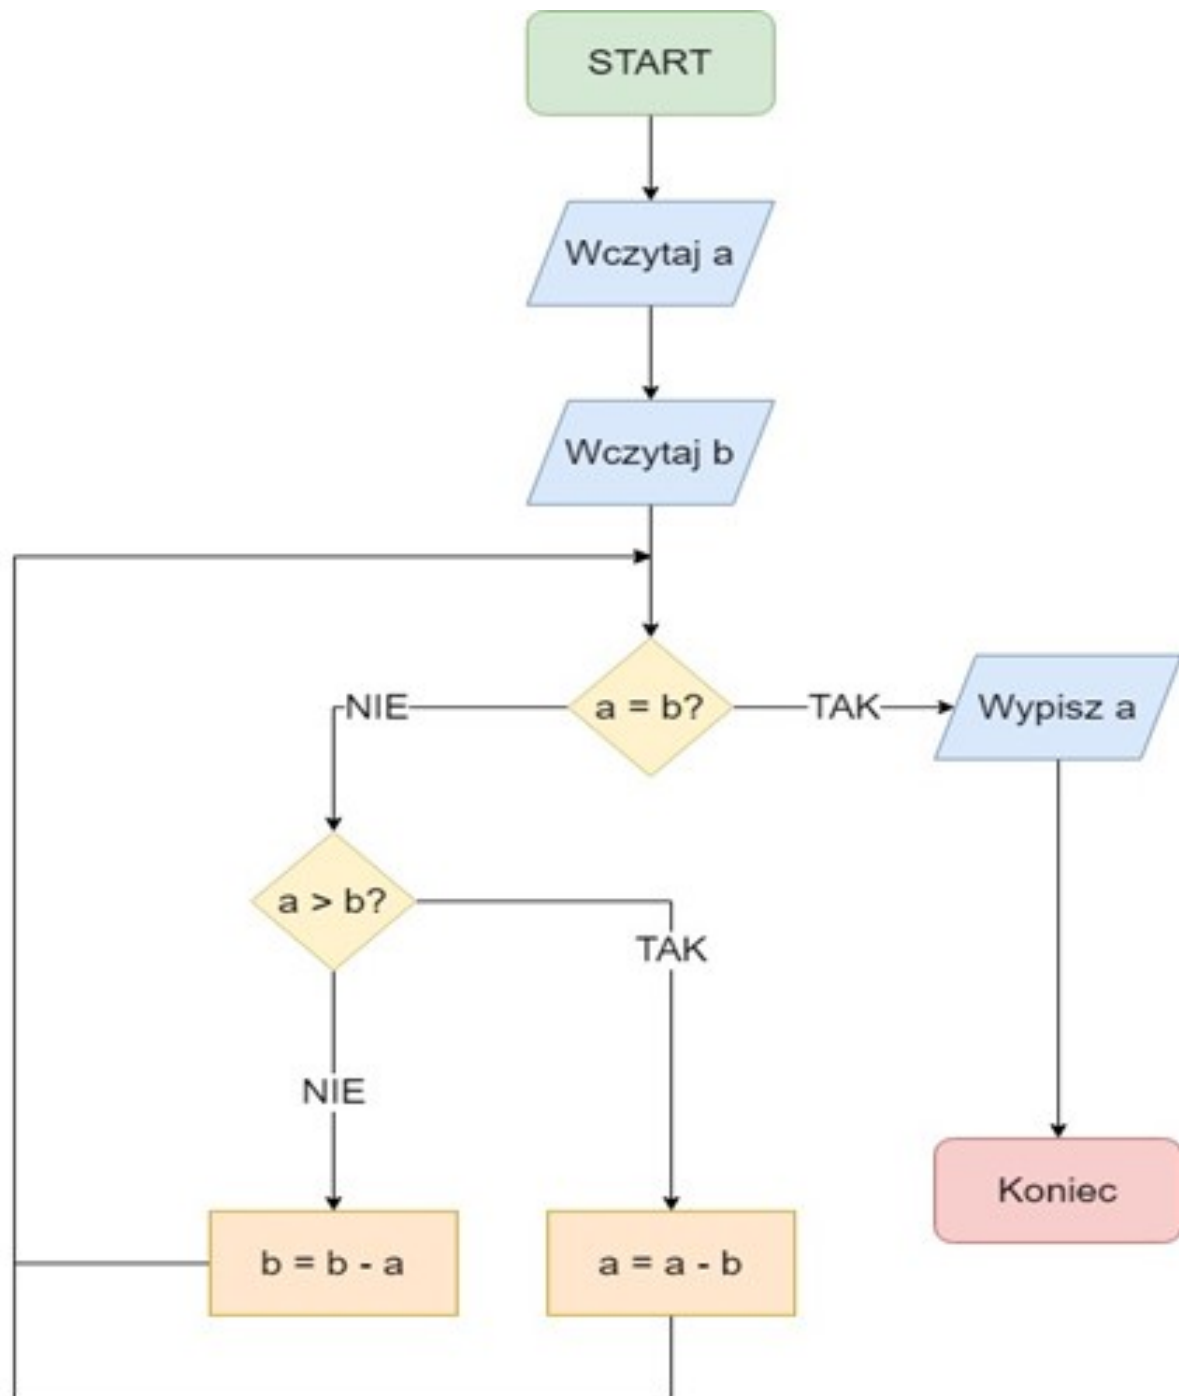 START
Wczytaj a
Wczytaj b
a = b?
NIE
TAK
Wypisz a
a > b?
TAK
NIE
Koniec
b = b - a
a = a - b